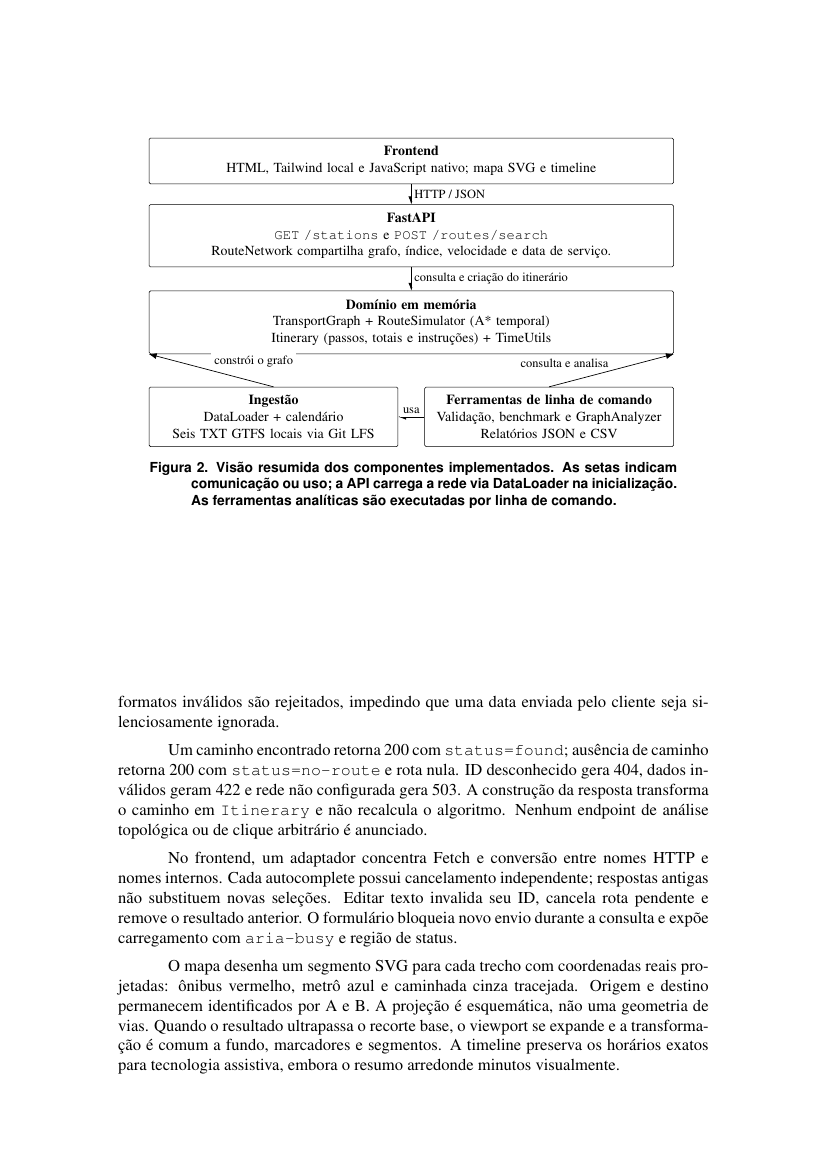 Frontend
HTML, Tailwind local e JavaScript nativo; mapa SVG e timeline
HTTP / JSON
FastAPI
GET /stations e POST /routes/search
RouteNetwork compartilha grafo, índice, velocidade e data de serviço.
consulta e criação do itinerário
Domínio em memória
TransportGraph + RouteSimulator (A* temporal)
Itinerary (passos, totais e instruções) + TimeUtils
constrói o grafo
consulta e analisa
Ingestão
DataLoader + calendário
Seis TXT GTFS locais via Git LFS
usa
Ferramentas de linha de comando
Validação, benchmark e GraphAnalyzer
Relatórios JSON e CSV
Figura 2. Visão resumida dos componentes implementados. As setas indicam
comunicação ou uso; a API carrega a rede via DataLoader na inicialização.
As ferramentas analíticas são executadas por linha de comando.
formatos inválidos são rejeitados, impedindo que uma data enviada pelo cliente seja si-
lenciosamente ignorada.
Um caminho encontrado retorna 200 com status=found; ausência de caminho
retorna 200 com status=no-route e rota nula. ID desconhecido gera 404, dados in-
válidos geram 422 e rede não configurada gera 503. A construção da resposta transforma
o caminho em Itinerary e não recalcula o algoritmo. Nenhum endpoint de análise
topológica ou de clique arbitrário é anunciado.
No frontend, um adaptador concentra Fetch e conversão entre nomes HTTP e
nomes internos. Cada autocomplete possui cancelamento independente; respostas antigas
não substituem novas seleções. Editar texto invalida seu ID, cancela rota pendente e
remove o resultado anterior. O formulário bloqueia novo envio durante a consulta e expõe
carregamento com aria-busy e região de status.
O mapa desenha um segmento SVG para cada trecho com coordenadas reais pro-
jetadas: ônibus vermelho, metrô azul e caminhada cinza tracejada. Origem e destino
permanecem identificados por A e B. A projeção é esquemática, não uma geometria de
vias. Quando o resultado ultrapassa o recorte base, o viewport se expande e a transforma-
ção é comum a fundo, marcadores e segmentos. A timeline preserva os horários exatos
para tecnologia assistiva, embora o resumo arredonde minutos visualmente.